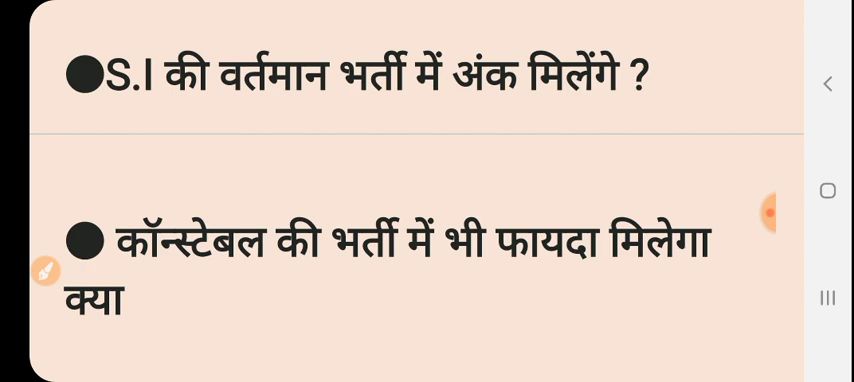 ●S.I की वर्तमान भर्ती में अंक मिलेंगे ?
● कॉन्स्टेबल की भर्ती में भी फायदा मिलेगा
क्या